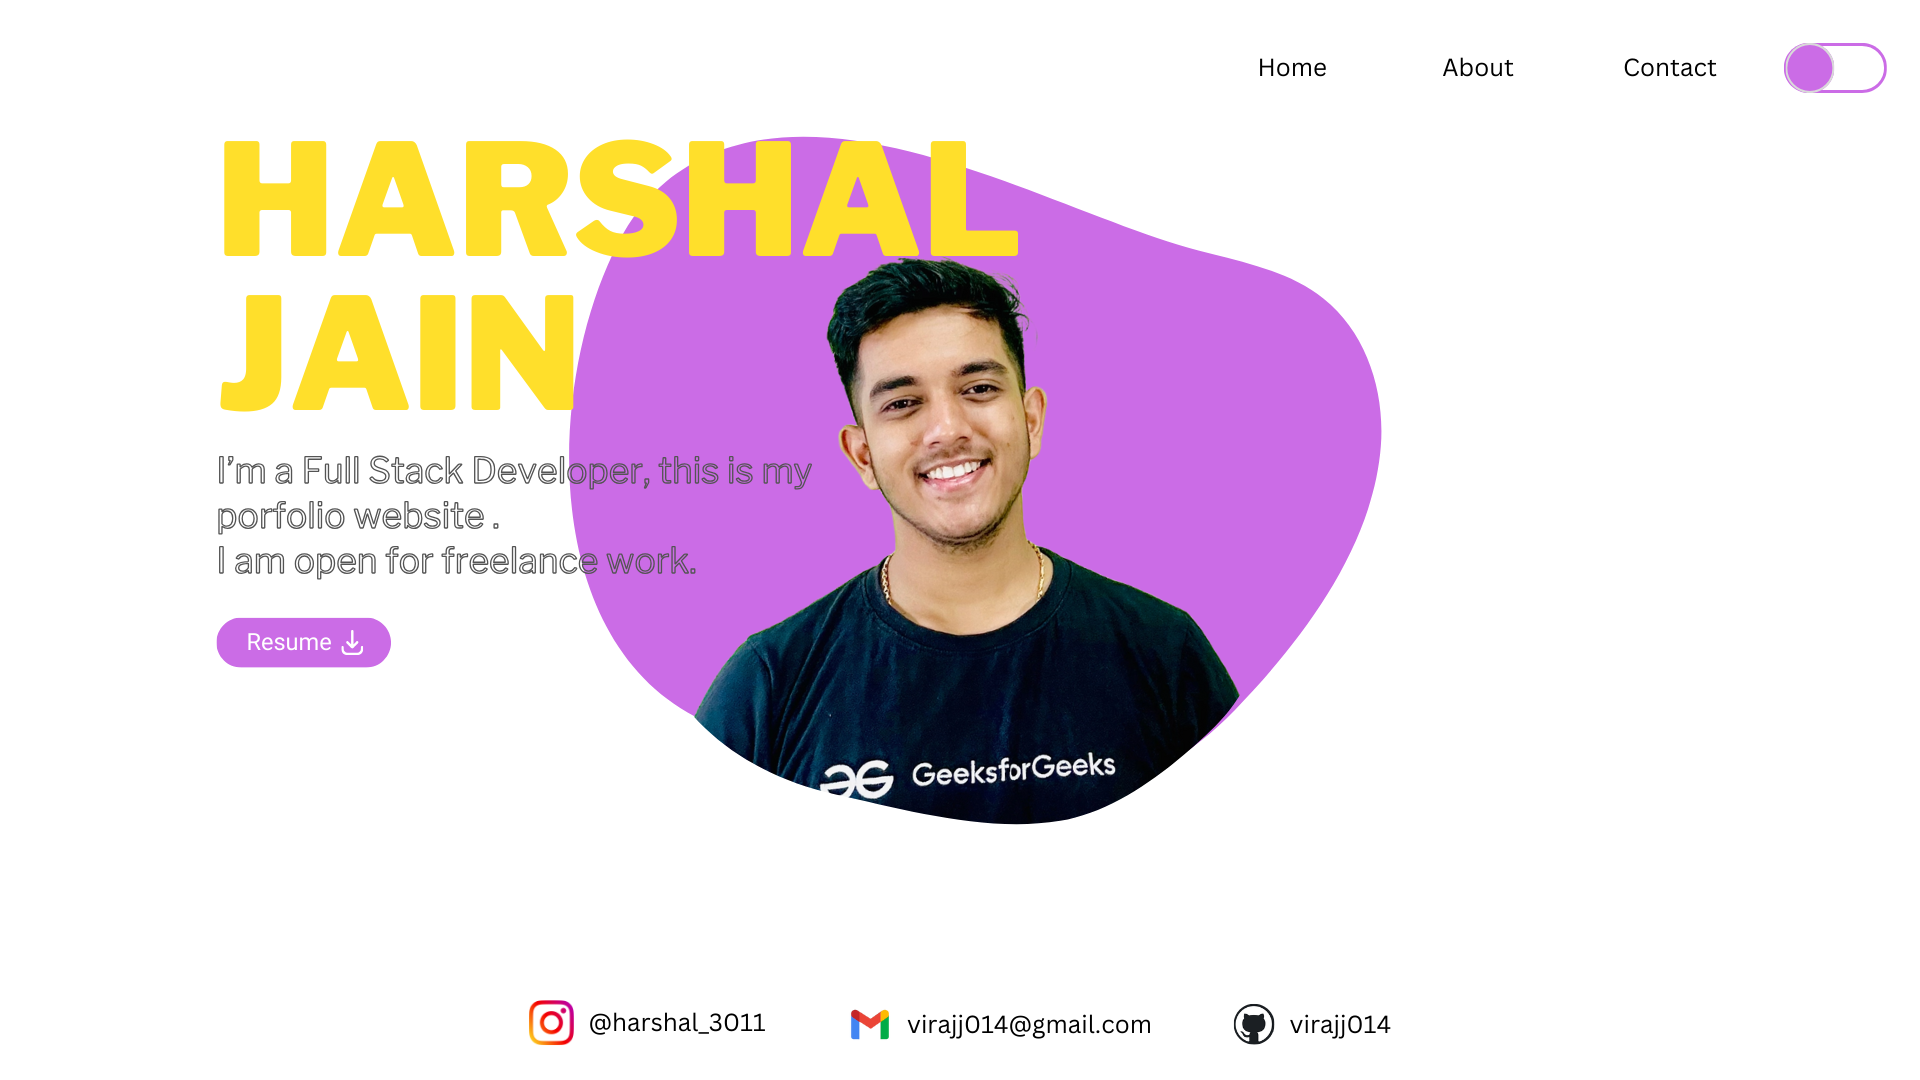 Home About Contact
HARSHAL
JAIN
I'm a Full Stack Developer, this is my
porfolio website .
I am open for freelance work.
Resume
GeeksforGeeks
@harshal_3011 virajj014@gmail.com virajj014